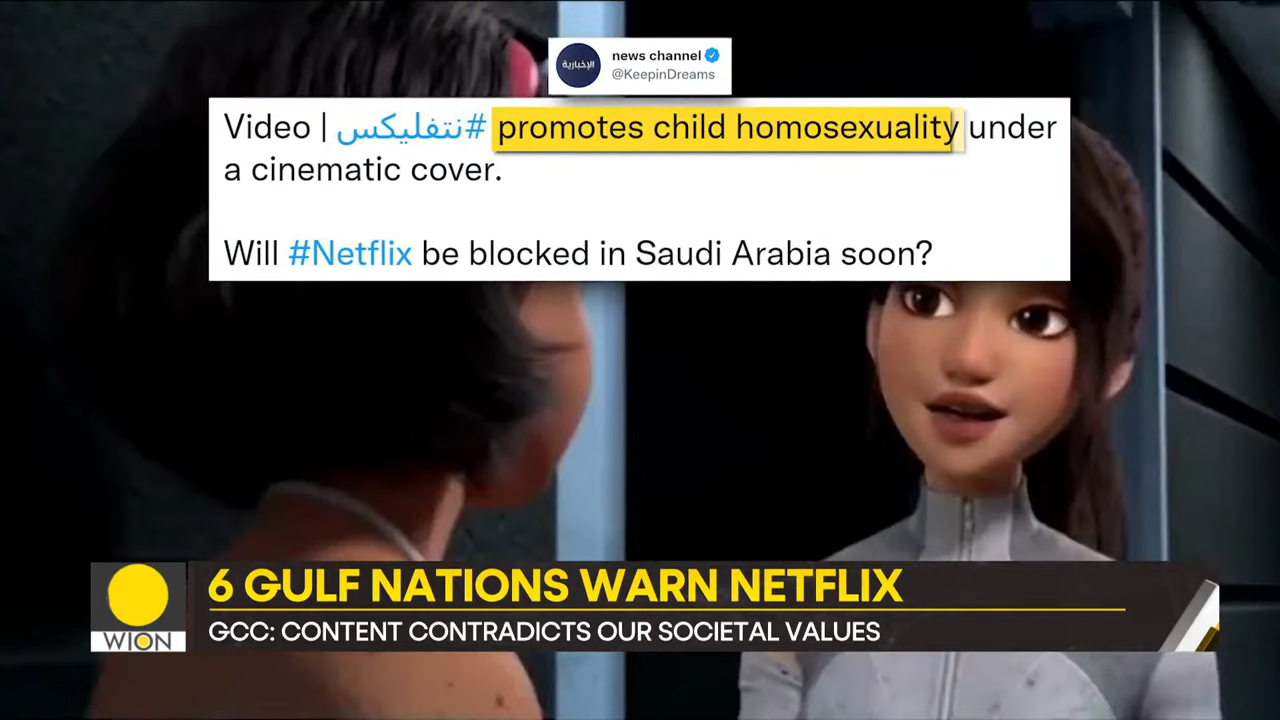 الإخبارية
news channel
@KeepinDreams
Video | #نتفليكس promotes child homosexuality under
a cinematic cover.
Will #Netflix be blocked in Saudi Arabia soon?
6 GULF NATIONS WARN NETFLIX
GCC: CONTENT CONTRADICTS OUR SOCIETAL VALUES
WION